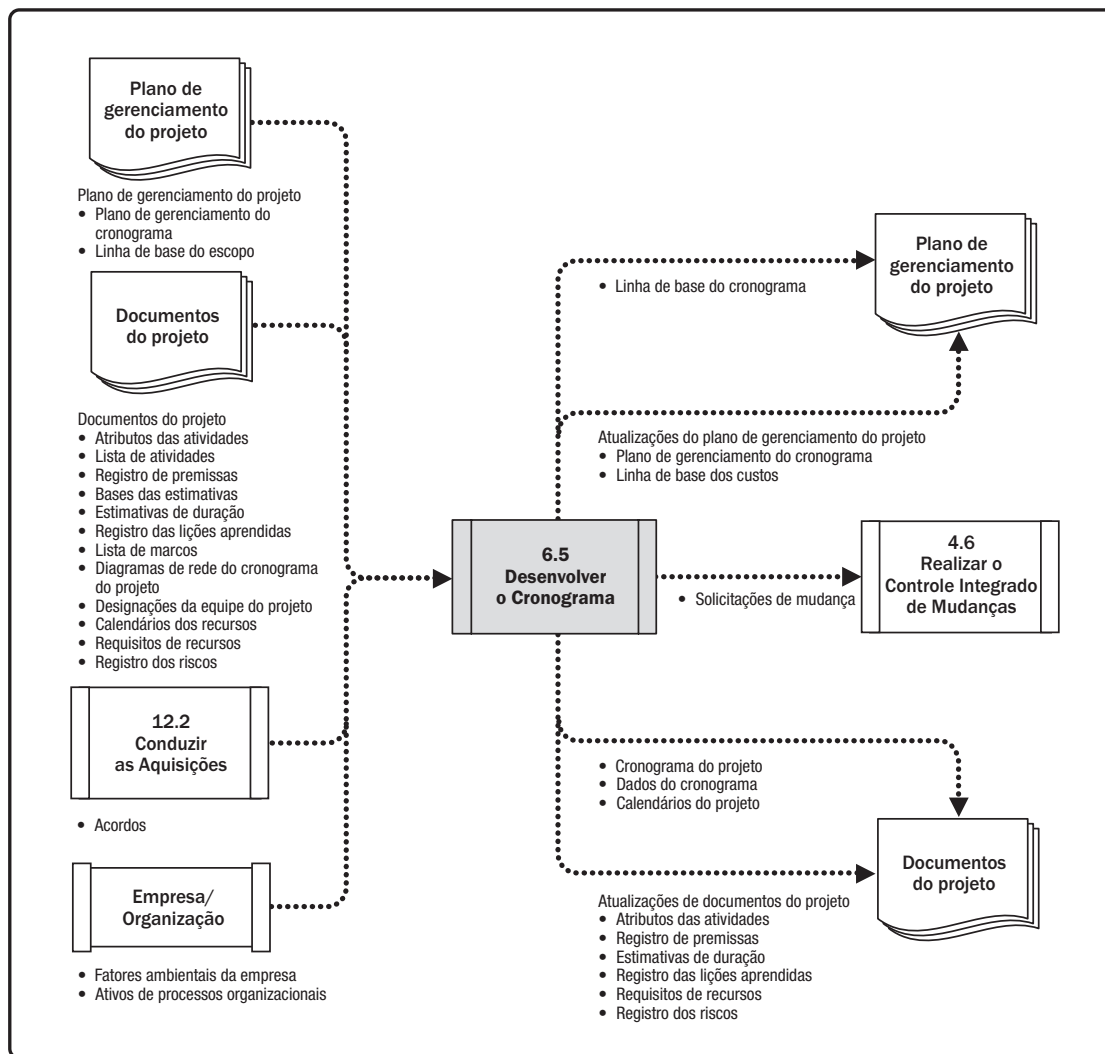 Plano de
gerenciamento
do projeto
Plano de gerenciamento do projeto
• Plano de gerenciamento do
cronograma
• Linha de base do escopo
Documentos
do projeto
Documentos do projeto
• Atributos das atividades
• Lista de atividades
• Registro de premissas
• Bases das estimativas
• Estimativas de duração
• Registro das lições aprendidas
• Lista de marcos
• Diagramas de rede do cronograma
do projeto
• Designações da equipe do projeto
• Calendários dos recursos
• Requisitos de recursos
• Registro dos riscos
12.2
Conduzir
as Aquisições
• Acordos
Empresa/
Organização
• Fatores ambientais da empresa
• Ativos de processos organizacionais
6.5
Desenvolver
o Cronograma
• Linha de base do cronograma
Plano de
gerenciamento
do projeto
Atualizações do plano de gerenciamento do projeto
• Plano de gerenciamento do cronograma
• Linha de base dos custos
• Solicitações de mudança
4.6
Realizar o
Controle Integrado
de Mudanças
• Cronograma do projeto
• Dados do cronograma
• Calendários do projeto
Documentos
do projeto
Atualizações de documentos do projeto
• Atributos das atividades
• Registro de premissas
• Estimativas de duração
• Registro das lições aprendidas
• Requisitos de recursos
• Registro dos riscos